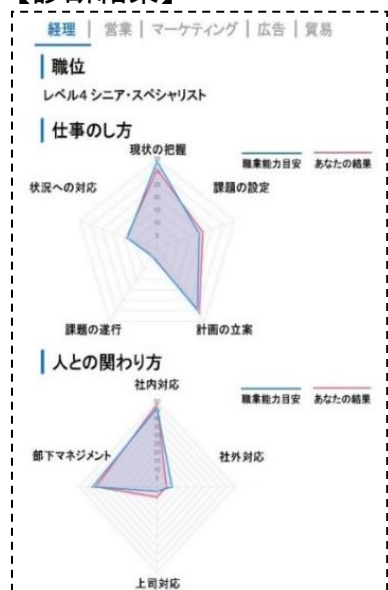 経理 | 営業 | マーケティング | 広告 | 貿易
職位
レベル4 シニア・スペシャリスト
仕事のし方
現状の把握
職業能力目安 あなたの結果
状況への対応
課題の設定
課題の遂行
計画の立案
人との関わり方
社内対応
職業能力目安 あなたの結果
部下マネジメント
社外対応
上司対応